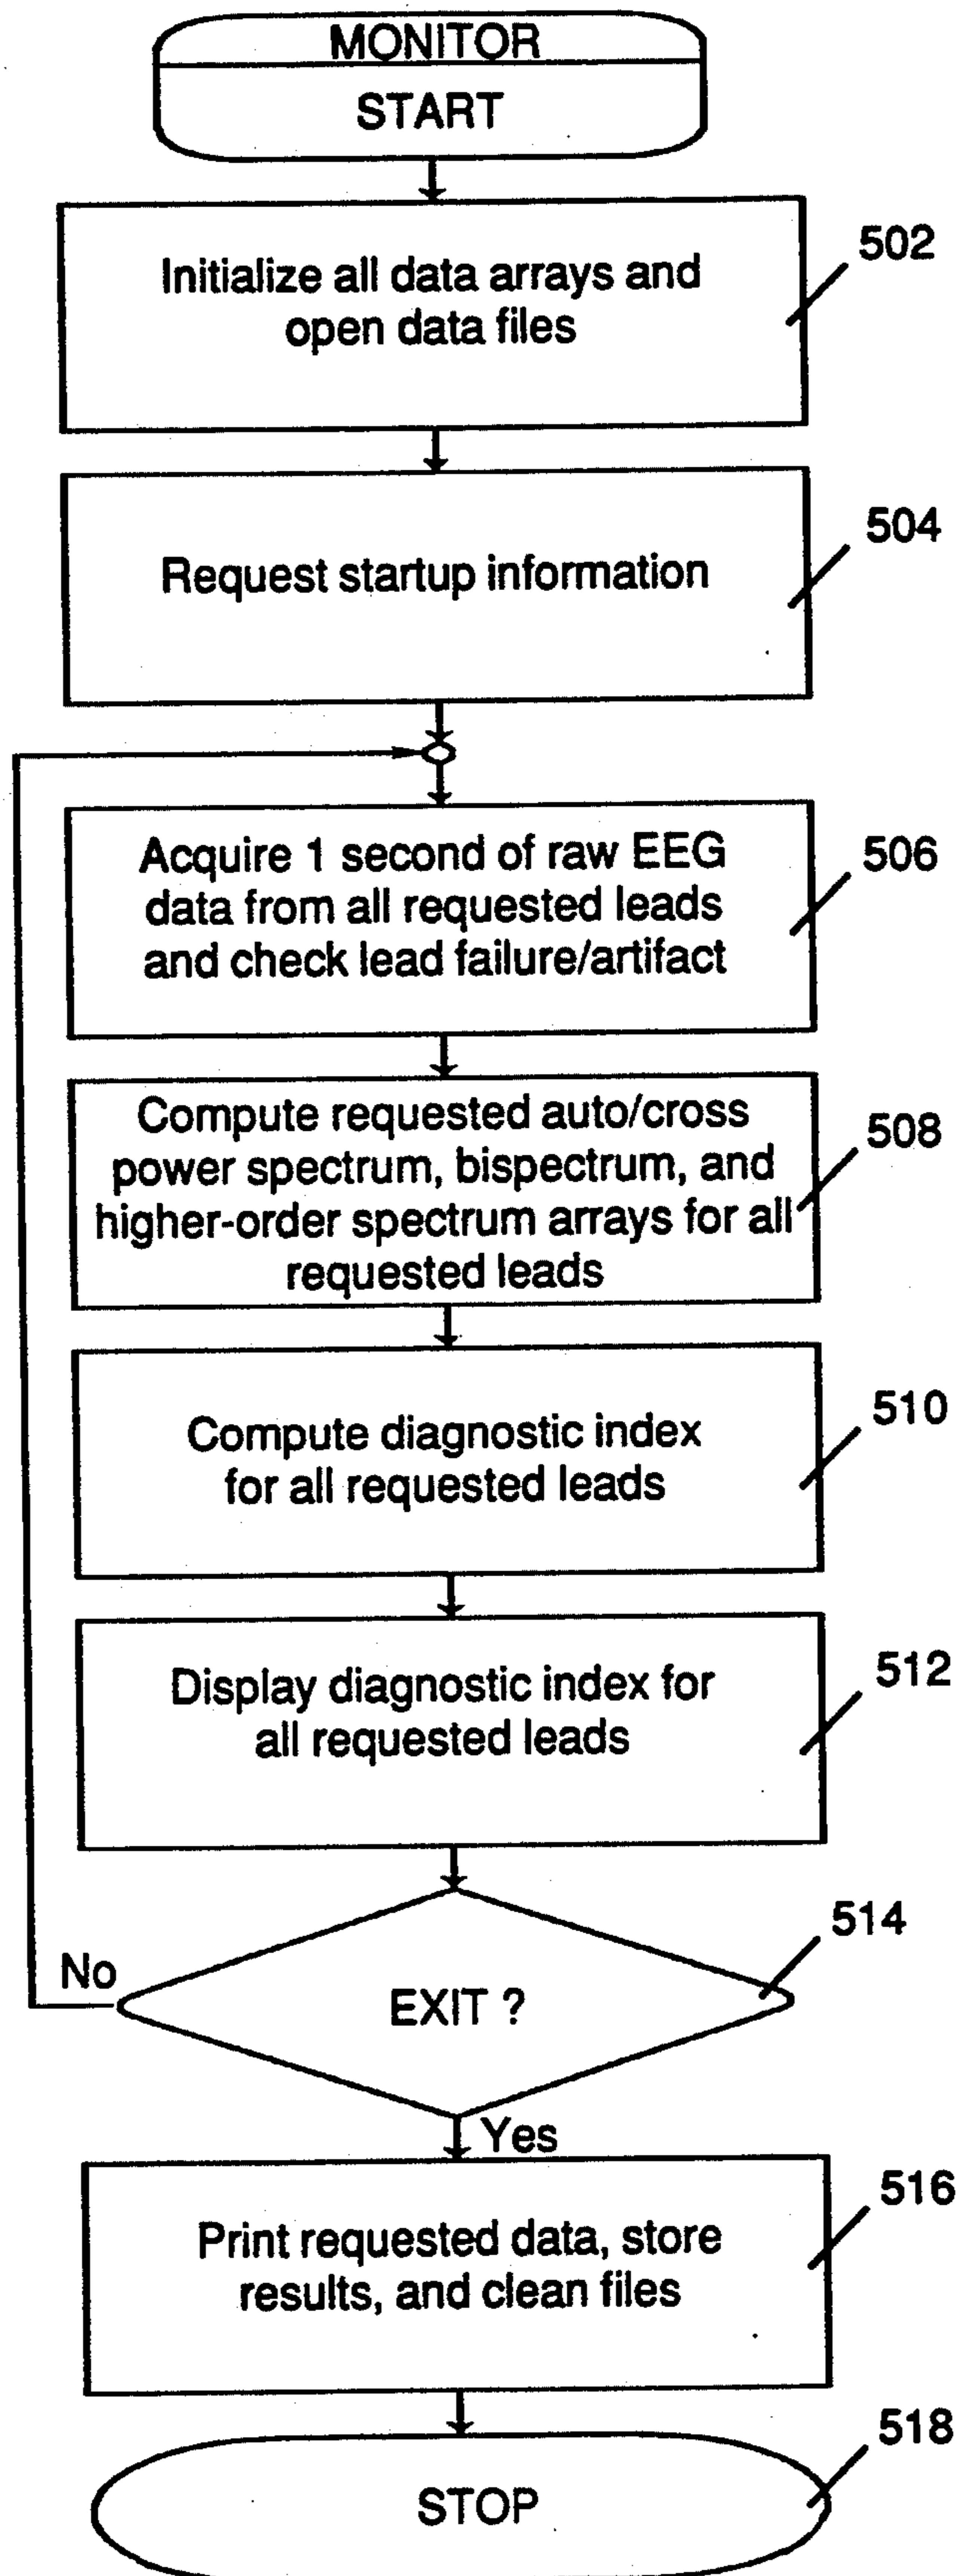 MONITOR
START
Initialize all data arrays and
open data files
502
Request startup information
504
Acquire 1 second of raw EEG
data from all requested leads
and check lead failure/artifact
506
Compute requested auto/cross
power spectrum, bispectrum, and
higher-order spectrum arrays for all
requested leads
508
Compute diagnostic index
for all requested leads
510
Display diagnostic index for
all requested leads
512
EXIT ?
514
No
Yes
Print requested data, store
results, and clean files
516
STOP
518